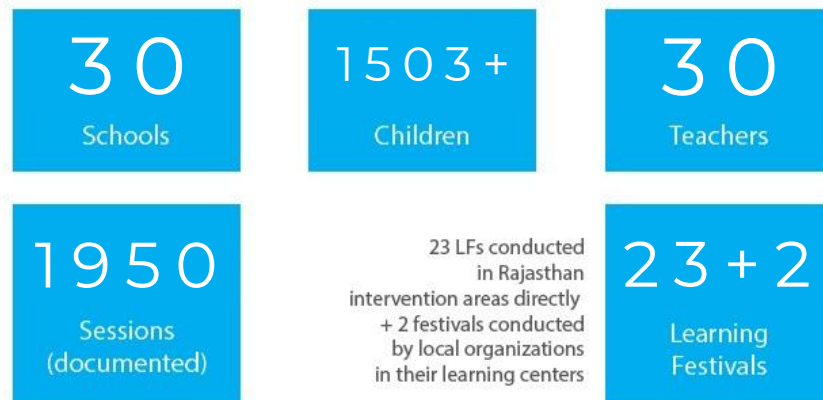 30
Schools
1503+
Children
30
Teachers
1950
Sessions
(documented)
23 LFs conducted
in Rajasthan
intervention areas directly
+ 2 festivals conducted
by local organizations
in their learning centers
23+2
Learning
Festivals